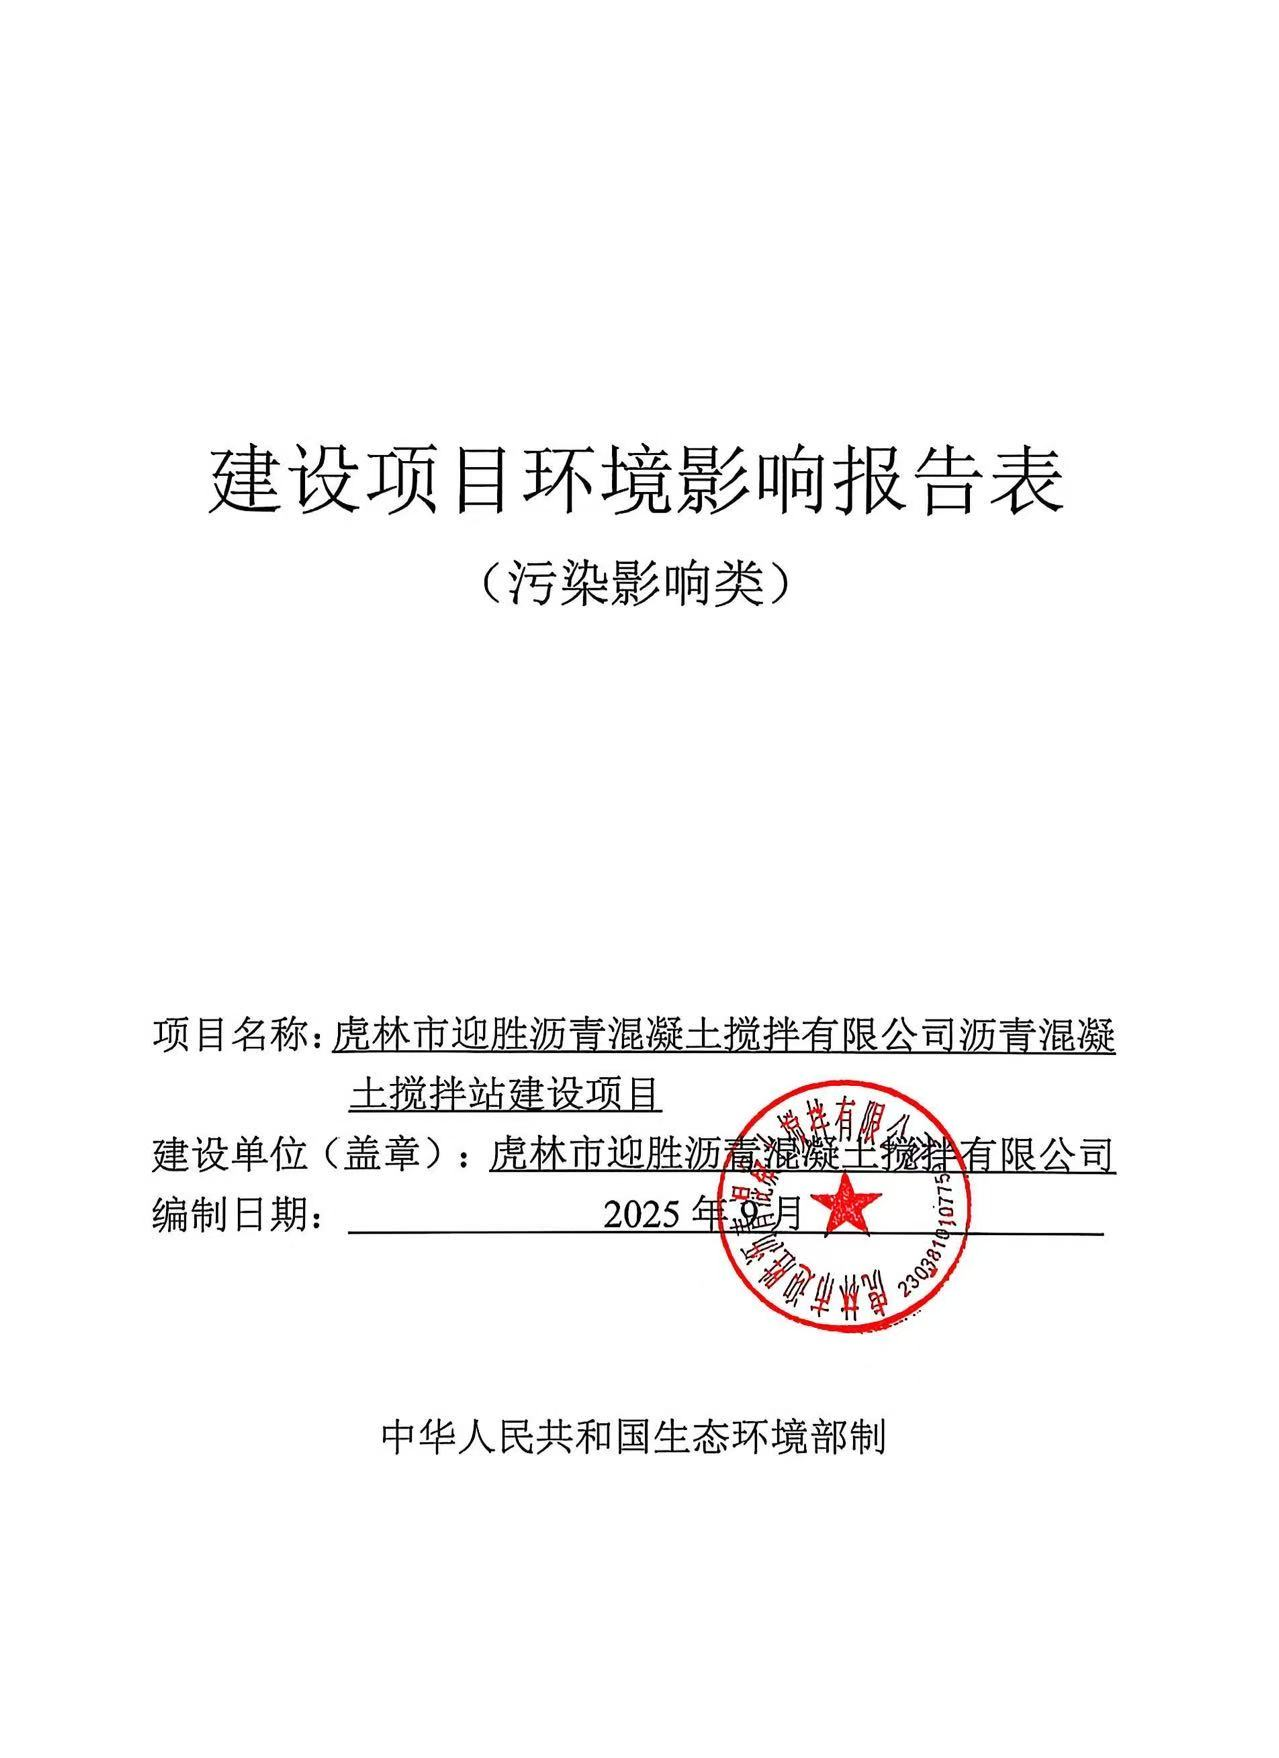 建设项目环境影响报告表
（污染影响类）
项目名称：虎林市迎胜沥青混凝土搅拌有限公司沥青混凝
土搅拌站建设项目
建设单位（盖章）：虎林市迎胜沥青混凝土搅拌有限公司
编制日期： 2025 年 9 月
中华人民共和国生态环境部制